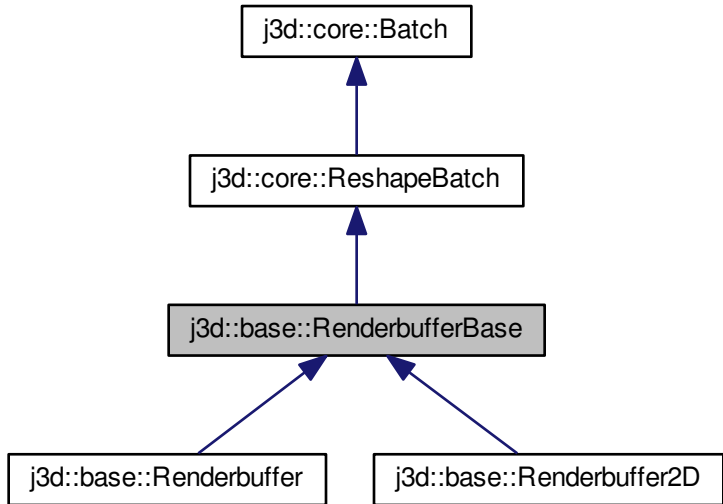 j3d::core::Batch
j3d::core::ReshapeBatch
j3d::base::RenderbufferBase
j3d::base::Renderbuffer
j3d::base::Renderbuffer2D